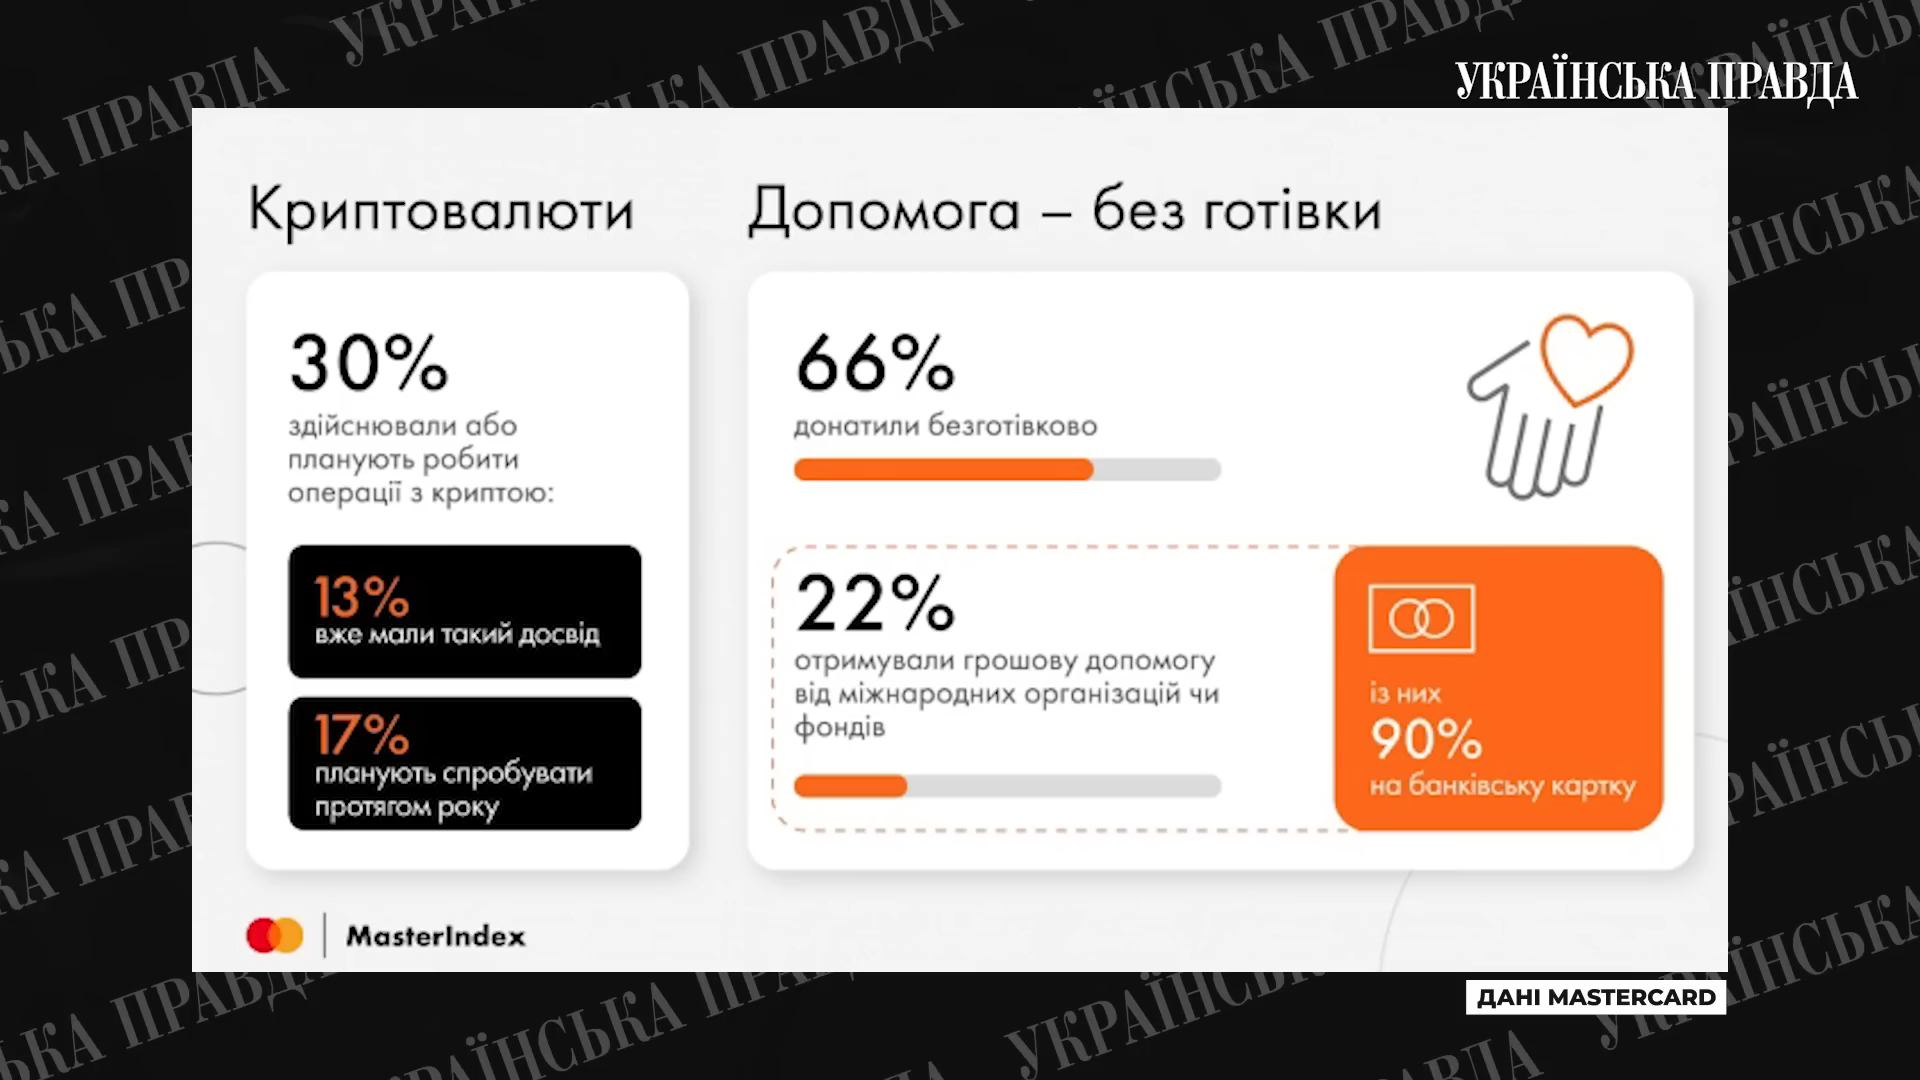 УКРАЇНСЬКА ПРАВДА
Криптовалюти
30%
здійснювали або
планують робити
операції з криптою:
13%
вже мали такий досвід
17%
планують спробувати
протягом року
Допомога – без готівки
66%
донатили безготівково
22%
отримували грошову допомогу
від міжнародних організацій чи
фондів
із них
90%
на банківську картку
MasterIndex
ДАНІ MASTERCARD